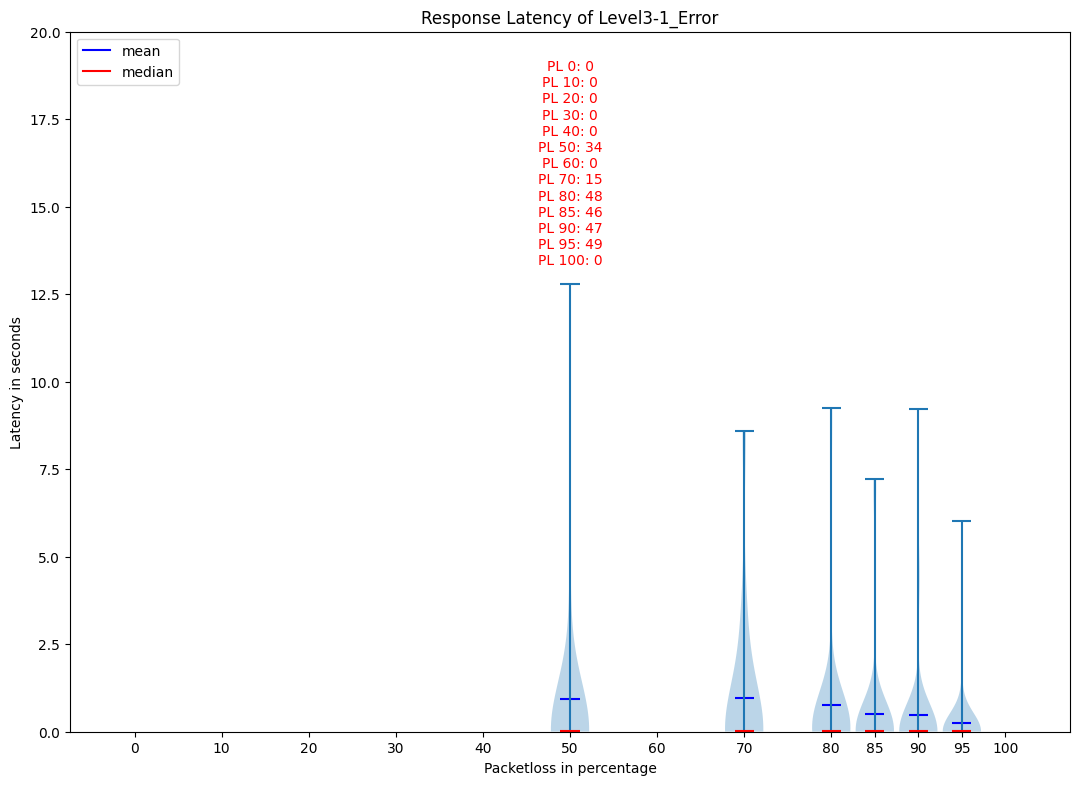 Response Latency of Level3-1_Error
mean
median
PL 0: 0
PL 10: 0
PL 20: 0
PL 30: 0
PL 40: 0
PL 50: 34
PL 60: 0
PL 70: 15
PL 80: 48
PL 85: 46
PL 90: 47
PL 95: 49
PL 100: 0
20.0
17.5
15.0
12.5
10.0
7.5
5.0
2.5
0.0
Latency in seconds
0 10 20 30 40 50 60 70 80 85 90 95 100
Packetloss in percentage